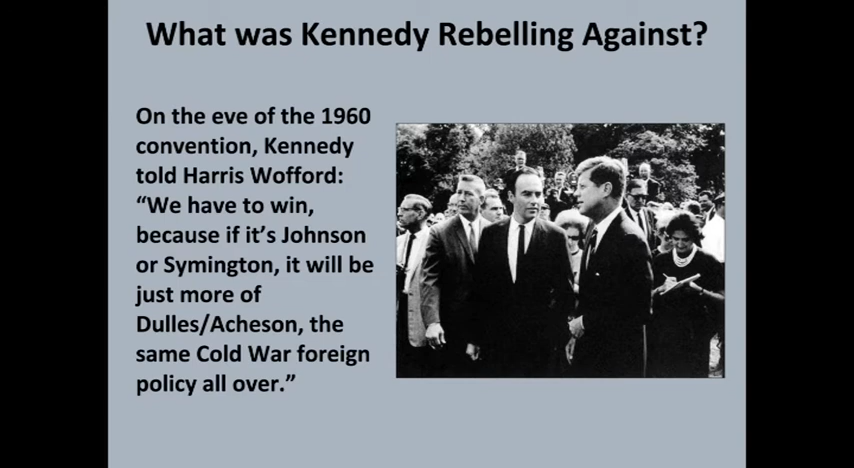 What was Kennedy Rebelling Against?
On the eve of the 1960
convention, Kennedy
told Harris Wofford:
“We have to win,
because if it’s Johnson
or Symington, it will be
just more of
Dulles/Acheson, the
same Cold War foreign
policy all over.”